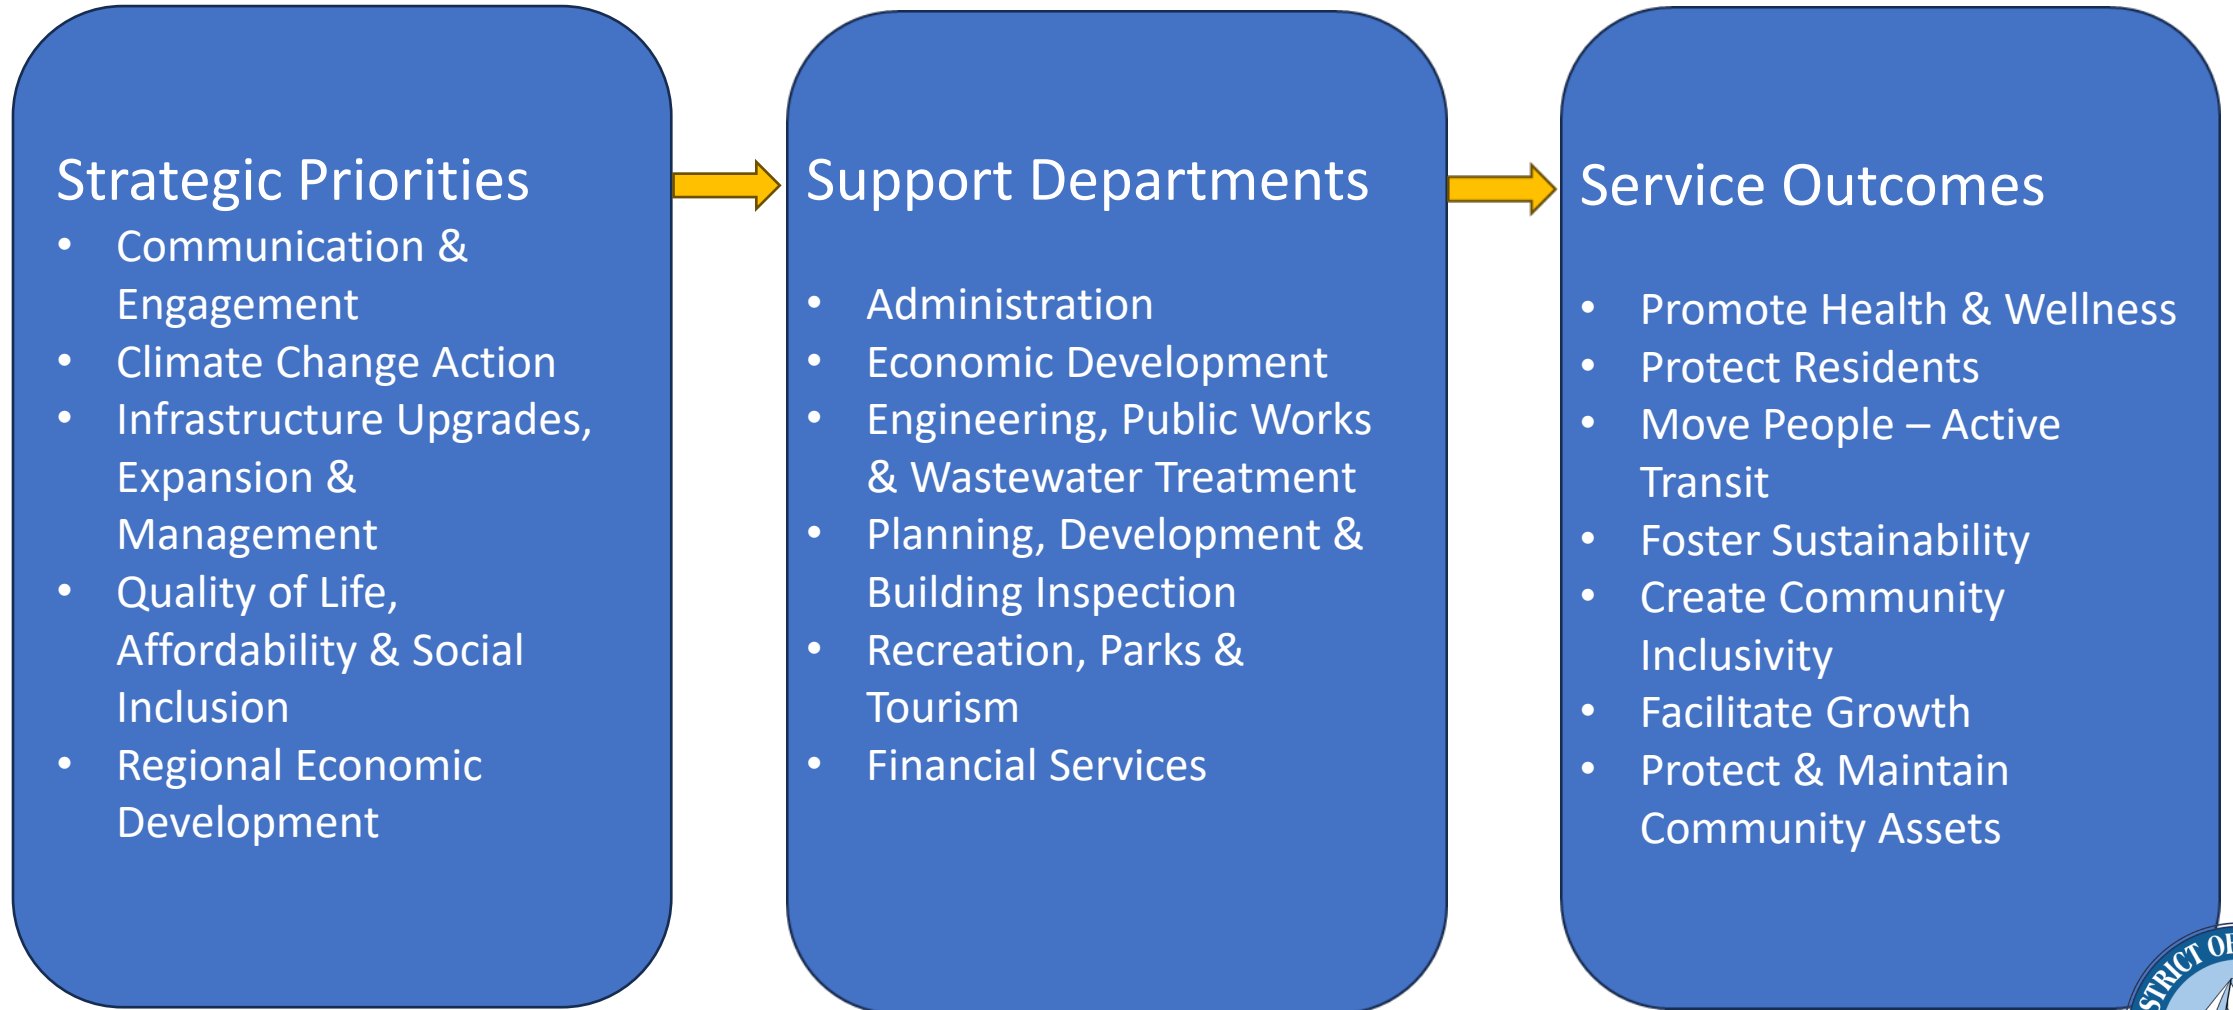 Strategic Priorities
• Communication &
Engagement
• Climate Change Action
• Infrastructure Upgrades,
Expansion &
Management
• Quality of Life,
Affordability & Social
Inclusion
• Regional Economic
Development
Support Departments
• Administration
• Economic Development
• Engineering, Public Works
& Wastewater Treatment
• Planning, Development &
Building Inspection
• Recreation, Parks &
Tourism
• Financial Services
Service Outcomes
• Promote Health & Wellness
• Protect Residents
• Move People – Active
Transit
• Foster Sustainability
• Create Community
Inclusivity
• Facilitate Growth
• Protect & Maintain
Community Assets
STRICT OF